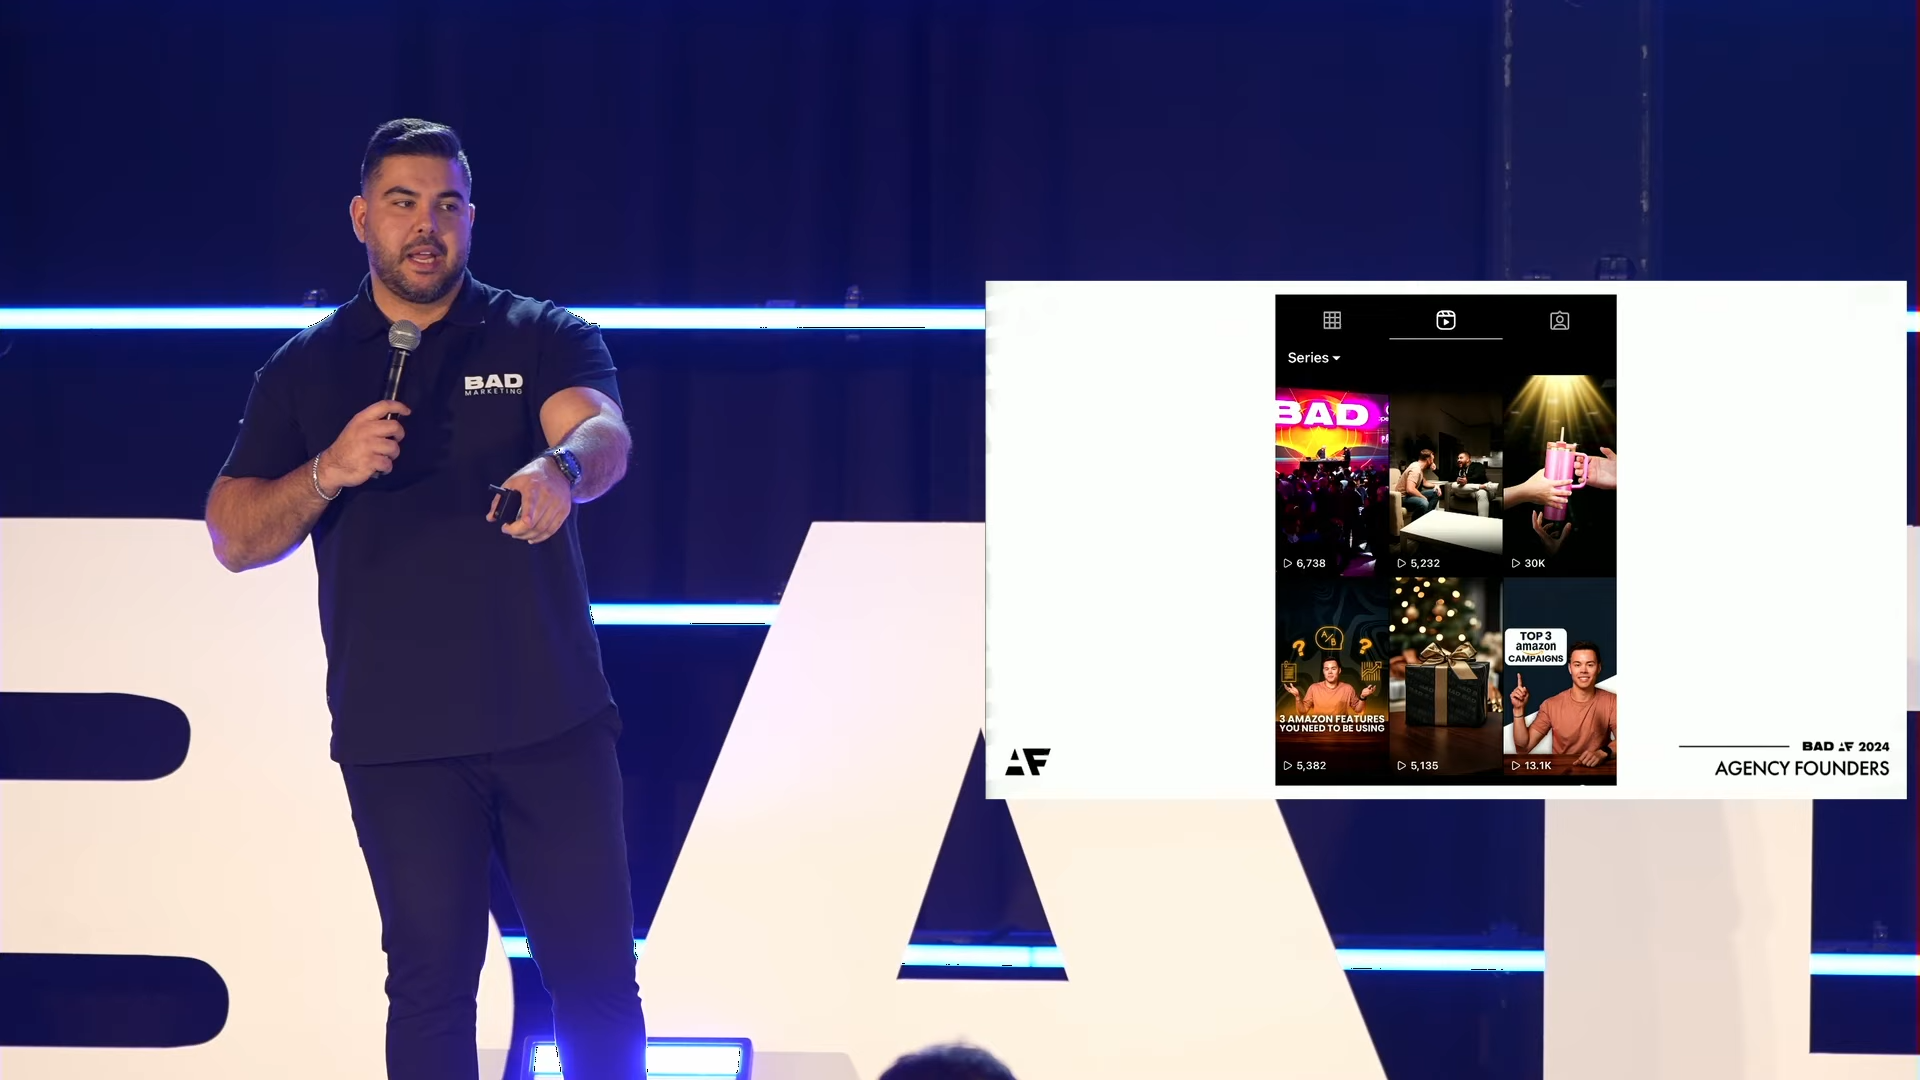 BAD
MARKETING
Series
BAD
6,738
5,232
30K
A/B
? ?
3 AMAZON FEATURES
YOU NEED TO BE USING
5,382
5,135
TOP 3
amazon
CAMPAIGNS
13.1K
AF
BAD AF 2024
AGENCY FOUNDERS
BAD